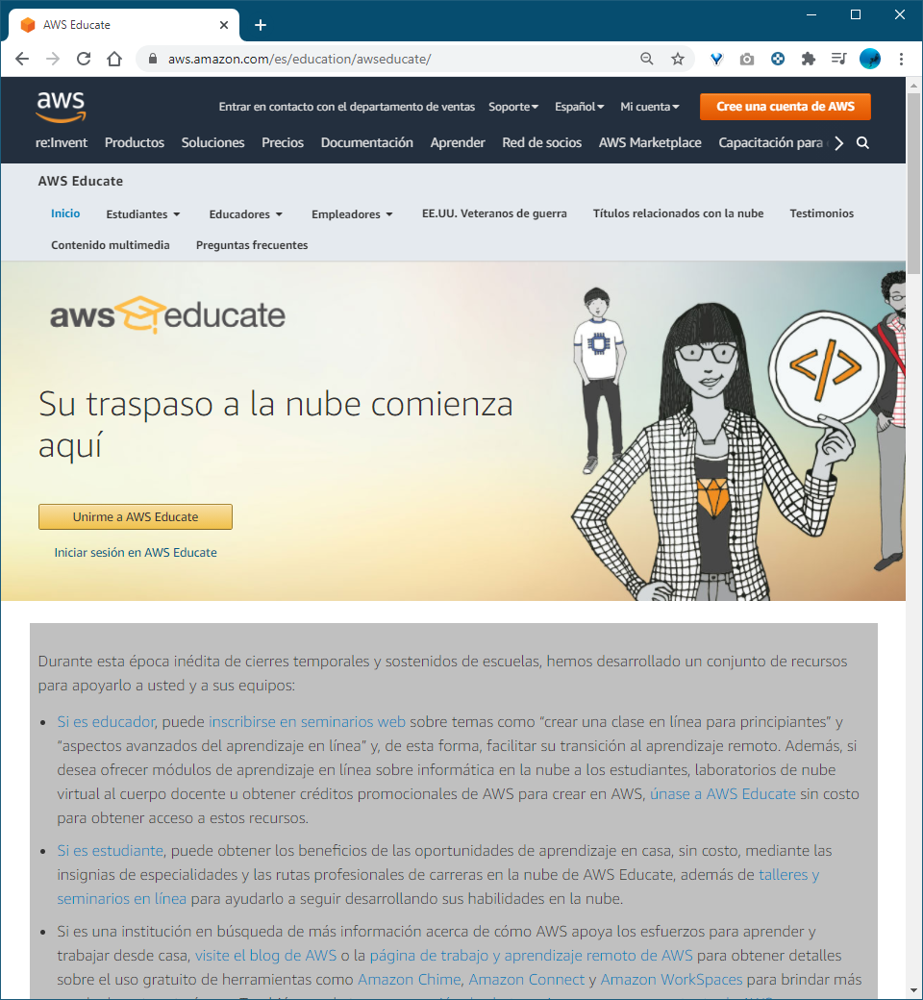 AWS Educate
aws.amazon.com/es/education/awseducate/
aws
Entrar en contacto con el departamento de ventas Soporte Español Mi cuenta Cree una cuenta de AWS
re:Invent Productos Soluciones Precios Documentación Aprender Red de socios AWS Marketplace Capacitación para
AWS Educate
Inicio Estudiantes Educadores Empleadores EE.UU. Veteranos de guerra Títulos relacionados con la nube Testimonios
Contenido multimedia Preguntas frecuentes
aws educate
</>
Su traspaso a la nube comienza
aquí
Unirme a AWS Educate
Iniciar sesión en AWS Educate
Durante esta época inédita de cierres temporales y sostenidos de escuelas, hemos desarrollado un conjunto de recursos
para apoyarlo a usted y a sus equipos:
• Si es educador, puede inscribirse en seminarios web sobre temas como “crear una clase en línea para principiantes” y
“aspectos avanzados del aprendizaje en línea” y, de esta forma, facilitar su transición al aprendizaje remoto. Además, si
desea ofrecer módulos de aprendizaje en línea sobre informática en la nube a los estudiantes, laboratorios de nube
virtual al cuerpo docente u obtener créditos promocionales de AWS para crear en AWS, únase a AWS Educate sin costo
para obtener acceso a estos recursos.
• Si es estudiante, puede obtener los beneficios de las oportunidades de aprendizaje en casa, sin costo, mediante las
insignias de especialidades y las rutas profesionales de carreras en la nube de AWS Educate, además de talleres y
seminarios en línea para ayudarlo a seguir desarrollando sus habilidades en la nube.
• Si es una institución en búsqueda de más información acerca de cómo AWS apoya los esfuerzos para aprender y
trabajar desde casa, visite el blog de AWS o la página de trabajo y aprendizaje remoto de AWS para obtener detalles
sobre el uso gratuito de herramientas como Amazon Chime, Amazon Connect y Amazon WorkSpaces para brindar más